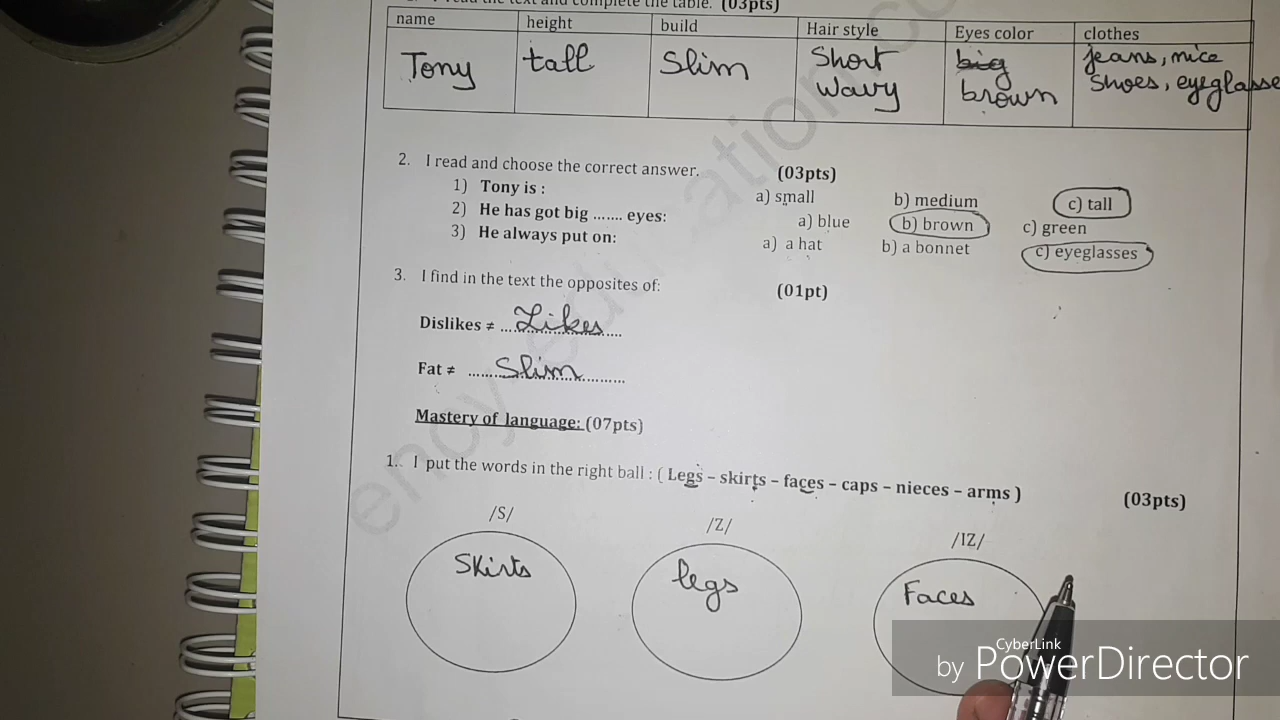 I read the text and complete the table. (03pts)
name height build Hair style Eyes color clothes
Tony tall Slim Short big jeans, nice
Wavy brown shoes, eyeglasse
2. I read and choose the correct answer. (03pts)
1) Tony is : a) small b) medium c) tall
2) He has got big ....... eyes: a) blue b) brown c) green
3) He always put on: a) a hat b) a bonnet c) eyeglasses
3. I find in the text the opposites of: (01pt)
Dislikes ≠ ... Likes ....
Fat ≠ ...... Slim ..........
Mastery of language: (07pts)
1. I put the words in the right ball : ( Legs – skirts – faces – caps – nieces – arms ) (03pts)
/S/ /Z/ /IZ/
Skirts legs Faces
CyberLink
by PowerDirector